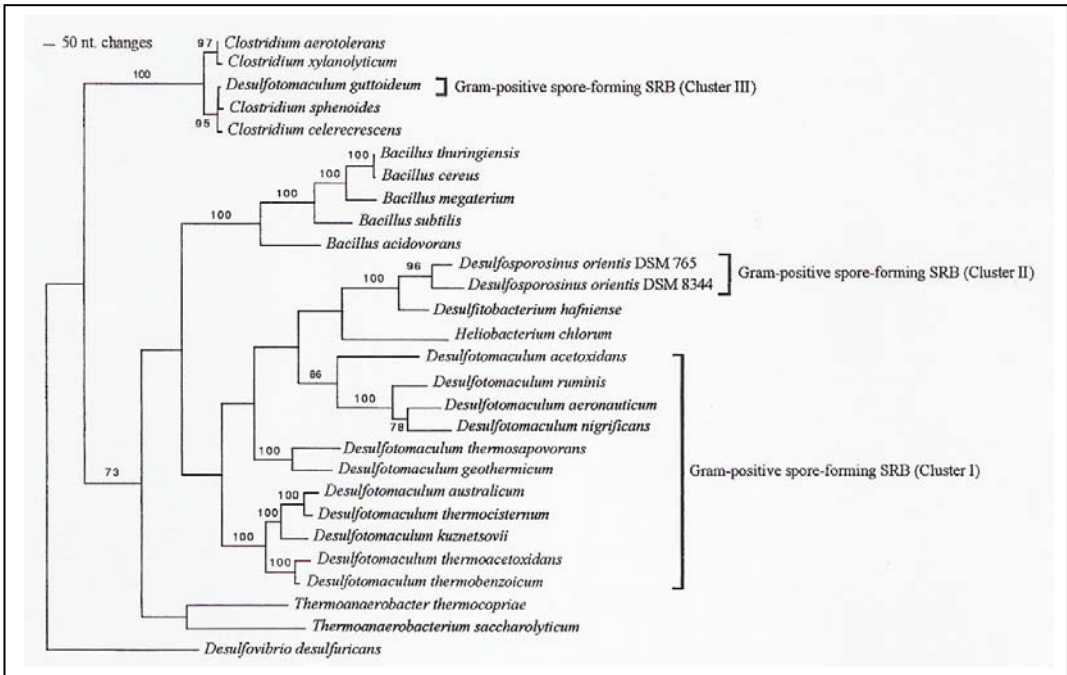 50 nt. changes
97 Clostridium aerotolerans
Clostridium xylanolyticum
100
Desulfotomaculum guttoideum
Gram-positive spore-forming SRB (Cluster III)
Clostridium sphenoides
95 Clostridium celerecrescens
Bacillus thuringiensis
100
Bacillus cereus
100
100
Bacillus megaterium
100
Bacillus subtilis
Bacillus acidovorans
96 Desulfosporosinus orientis DSM 765
Gram-positive spore-forming SRB (Cluster II)
100
Desulfosporosinus orientis DSM 8344
Desulfitobacterium hafniense
Heliobacterium chlorum
Desulfotomaculum acetoxidans
86
Desulfotomaculum ruminis
100
Desulfotomaculum aeronauticum
78 Desulfotomaculum nigrificans
Desulfotomaculum thermosapovorans
100
Desulfotomaculum geothermicum
Gram-positive spore-forming SRB (Cluster I)
73
100 Desulfotomaculum australicum
100 Desulfotomaculum thermocisternum
100 Desulfotomaculum kuznetsovii
100 Desulfotomaculum thermoacetoxidans
Desulfotomaculum thermobenzoicum
Thermoanaerobacter thermocopriae
Thermoanaerobacterium saccharolyticum
Desulfovibrio desulfuricans